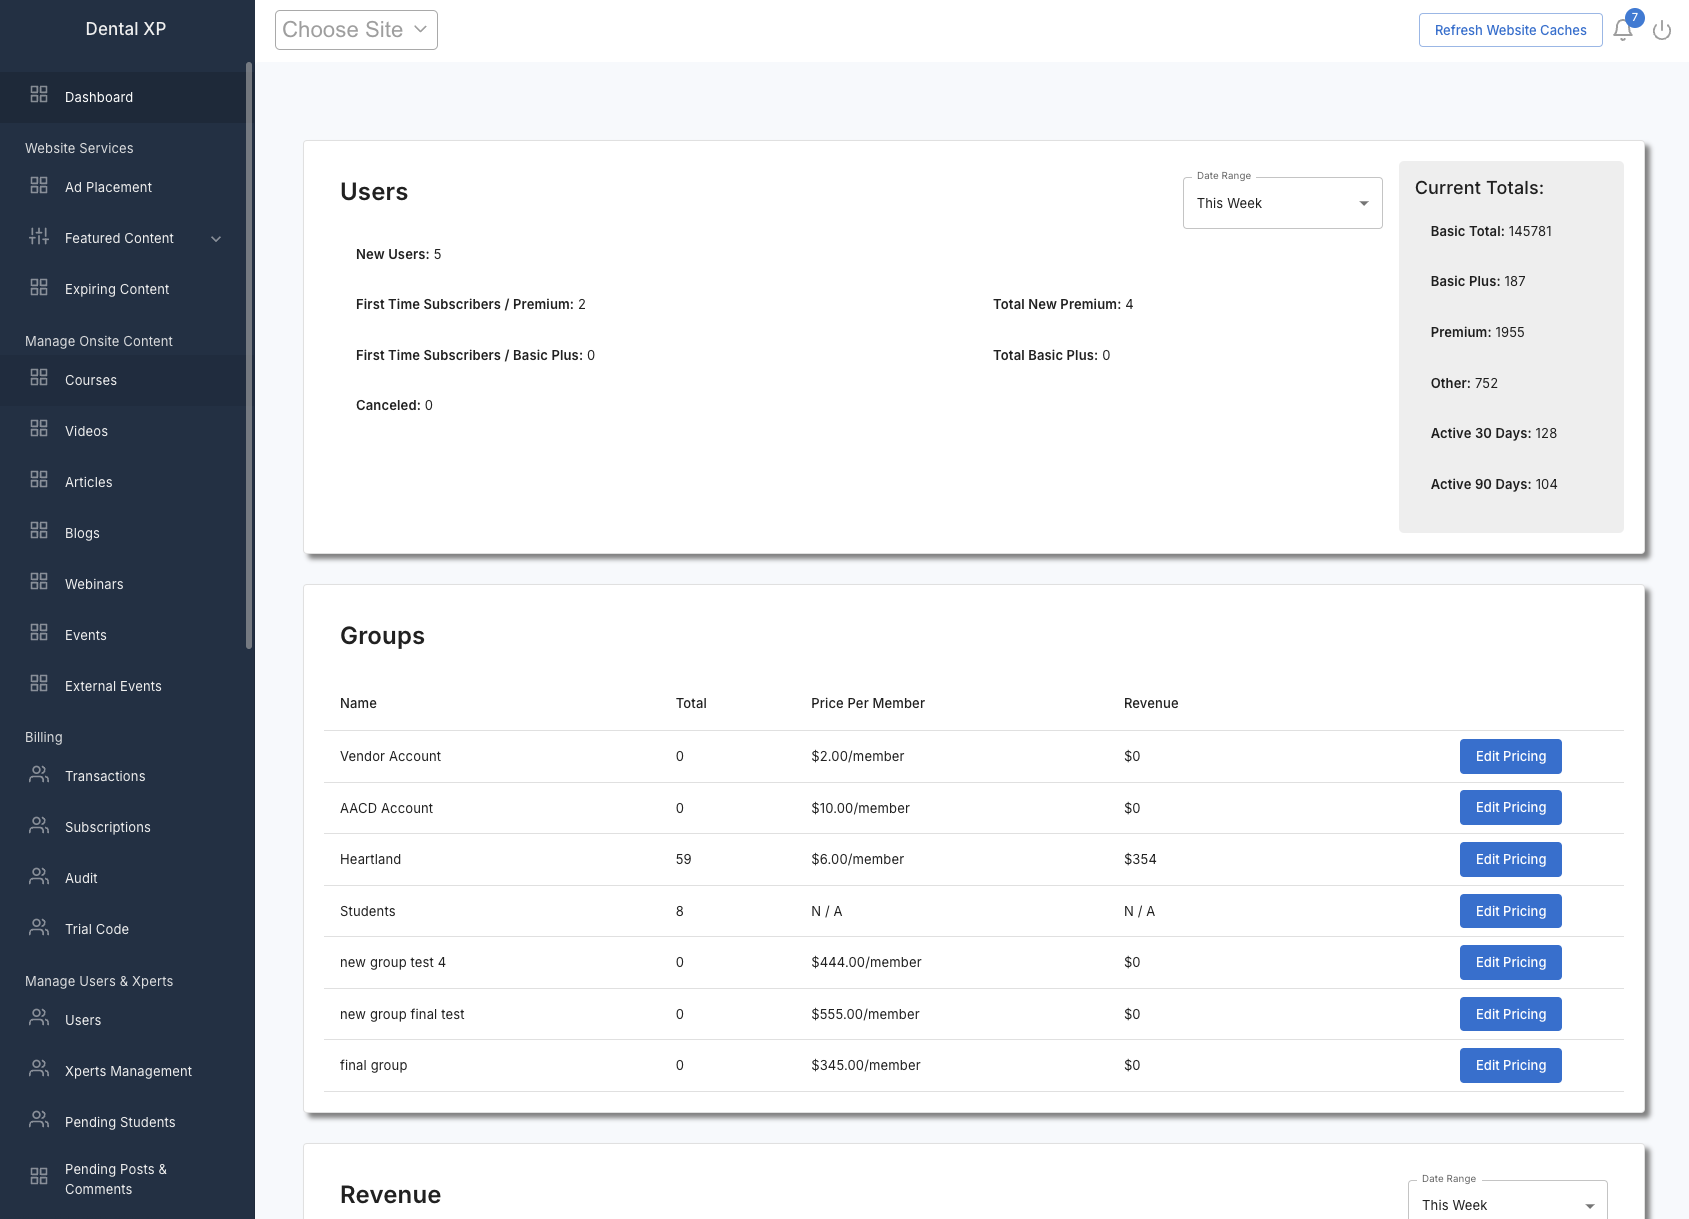 Dental XP
Dashboard
Website Services
Ad Placement
Featured Content
Expiring Content
Manage Onsite Content
Courses
Videos
Articles
Blogs
Webinars
Events
External Events
Billing
Transactions
Subscriptions
Audit
Trial Code
Manage Users & Xperts
Users
Xperts Management
Pending Students
Pending Posts &
Comments
Choose Site
Refresh Website Caches
7
Users
Date Range
This Week
New Users: 5
First Time Subscribers / Premium: 2
Total New Premium: 4
First Time Subscribers / Basic Plus: 0
Total Basic Plus: 0
Canceled: 0
Current Totals:
Basic Total: 145781
Basic Plus: 187
Premium: 1955
Other: 752
Active 30 Days: 128
Active 90 Days: 104
Groups
Name Total Price Per Member Revenue
Vendor Account 0 $2.00/member $0 Edit Pricing
AACD Account 0 $10.00/member $0 Edit Pricing
Heartland 59 $6.00/member $354 Edit Pricing
Students 8 N / A N / A Edit Pricing
new group test 4 0 $444.00/member $0 Edit Pricing
new group final test 0 $555.00/member $0 Edit Pricing
final group 0 $345.00/member $0 Edit Pricing
Revenue
Date Range
This Week